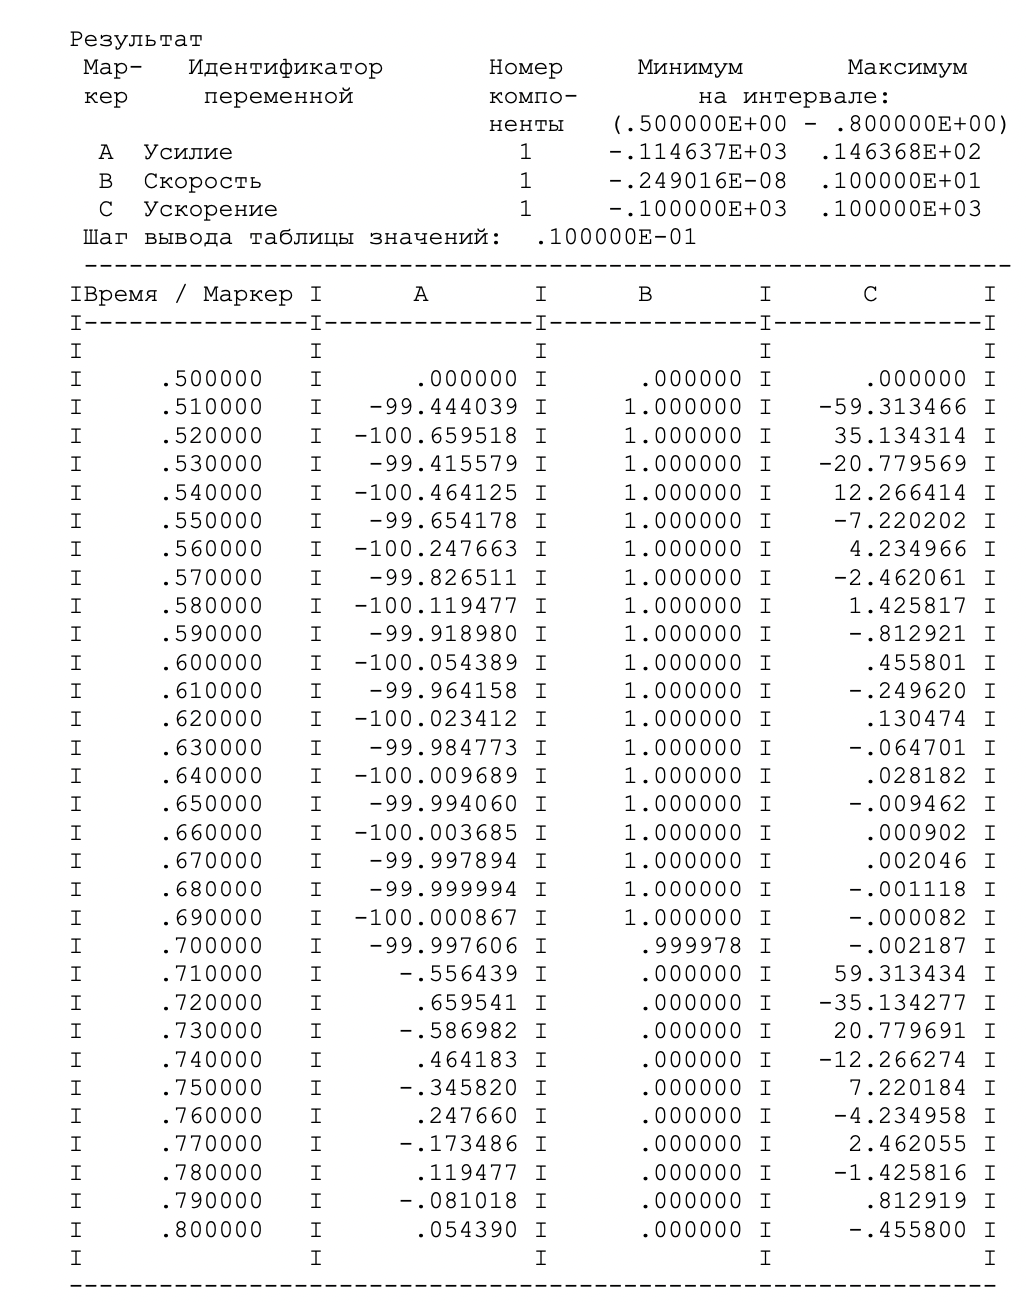 Результат
 Мар-   Идентификатор       Номер     Минимум       Максимум
 кер     переменной         компо-        на интервале:
                            ненты   (.500000E+00 - .800000E+00)
  A  Усилие                   1     -.114637E+03  .146368E+02
  B  Скорость                 1     -.249016E-08  .100000E+01
  C  Ускорение                1     -.100000E+03  .100000E+03
 Шаг вывода таблицы значений:  .100000E-01
 --------------------------------------------------------------
IВремя / Маркер I      A       I      B       I      C       I
I---------------I--------------I--------------I--------------I
I               I              I              I              I
I     .500000   I      .000000 I      .000000 I      .000000 I
I     .510000   I   -99.444039 I     1.000000 I   -59.313466 I
I     .520000   I  -100.659518 I     1.000000 I    35.134314 I
I     .530000   I   -99.415579 I     1.000000 I   -20.779569 I
I     .540000   I  -100.464125 I     1.000000 I    12.266414 I
I     .550000   I   -99.654178 I     1.000000 I    -7.220202 I
I     .560000   I  -100.247663 I     1.000000 I     4.234966 I
I     .570000   I   -99.826511 I     1.000000 I    -2.462061 I
I     .580000   I  -100.119477 I     1.000000 I     1.425817 I
I     .590000   I   -99.918980 I     1.000000 I     -.812921 I
I     .600000   I  -100.054389 I     1.000000 I      .455801 I
I     .610000   I   -99.964158 I     1.000000 I     -.249620 I
I     .620000   I  -100.023412 I     1.000000 I      .130474 I
I     .630000   I   -99.984773 I     1.000000 I     -.064701 I
I     .640000   I  -100.009689 I     1.000000 I      .028182 I
I     .650000   I   -99.994060 I     1.000000 I     -.009462 I
I     .660000   I  -100.003685 I     1.000000 I      .000902 I
I     .670000   I   -99.997894 I     1.000000 I      .002046 I
I     .680000   I   -99.999994 I     1.000000 I     -.001118 I
I     .690000   I  -100.000867 I     1.000000 I     -.000082 I
I     .700000   I   -99.997606 I      .999978 I     -.002187 I
I     .710000   I     -.556439 I      .000000 I    59.313434 I
I     .720000   I      .659541 I      .000000 I   -35.134277 I
I     .730000   I     -.586982 I      .000000 I    20.779691 I
I     .740000   I      .464183 I      .000000 I   -12.266274 I
I     .750000   I     -.345820 I      .000000 I     7.220184 I
I     .760000   I      .247660 I      .000000 I    -4.234958 I
I     .770000   I     -.173486 I      .000000 I     2.462055 I
I     .780000   I      .119477 I      .000000 I    -1.425816 I
I     .790000   I     -.081018 I      .000000 I      .812919 I
I     .800000   I      .054390 I      .000000 I     -.455800 I
I               I              I              I              I
--------------------------------------------------------------